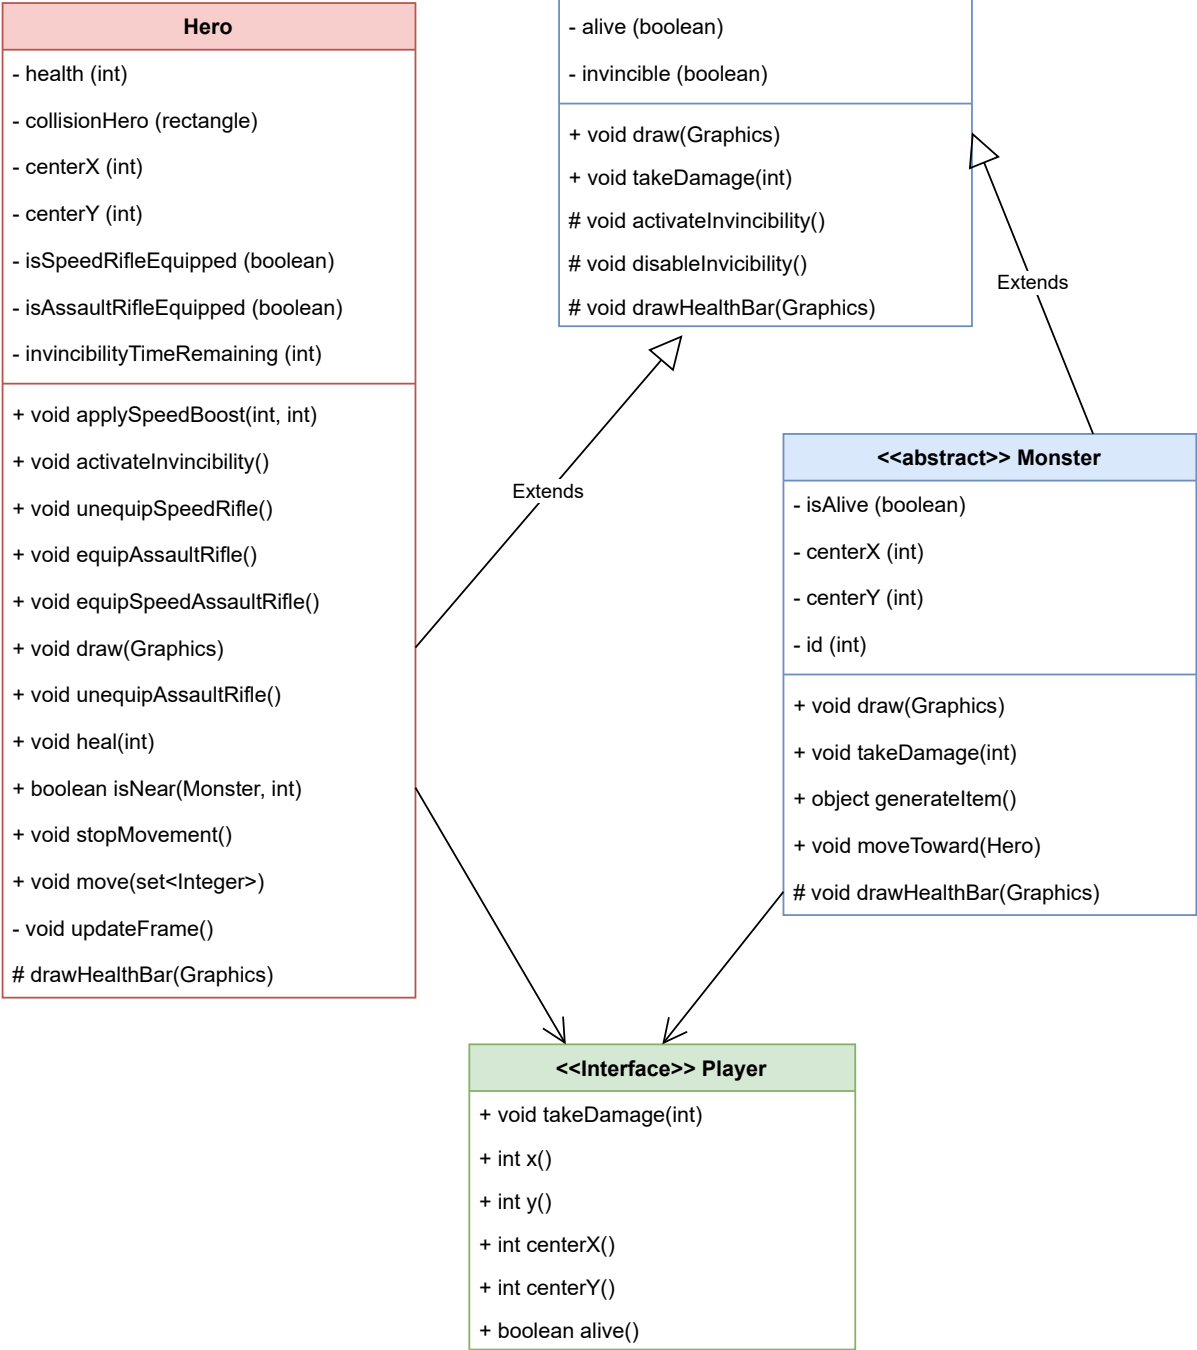 Hero
- health (int)
- collisionHero (rectangle)
- centerX (int)
- centerY (int)
- isSpeedRifleEquipped (boolean)
- isAssaultRifleEquipped (boolean)
- invincibilityTimeRemaining (int)
+ void applySpeedBoost(int, int)
+ void activateInvincibility()
+ void unequipSpeedRifle()
+ void equipAssaultRifle()
+ void equipSpeedAssaultRifle()
+ void draw(Graphics)
+ void unequipAssaultRifle()
+ void heal(int)
+ boolean isNear(Monster, int)
+ void stopMovement()
+ void move(set<Integer>)
- void updateFrame()
# drawHealthBar(Graphics)
- alive (boolean)
- invincible (boolean)
+ void draw(Graphics)
+ void takeDamage(int)
# void activateInvincibility()
# void disableInvicibility()
# void drawHealthBar(Graphics)
Extends
Extends
<<abstract>> Monster
- isAlive (boolean)
- centerX (int)
- centerY (int)
- id (int)
+ void draw(Graphics)
+ void takeDamage(int)
+ object generateItem()
+ void moveToward(Hero)
# void drawHealthBar(Graphics)
<<Interface>> Player
+ void takeDamage(int)
+ int x()
+ int y()
+ int centerX()
+ int centerY()
+ boolean alive()